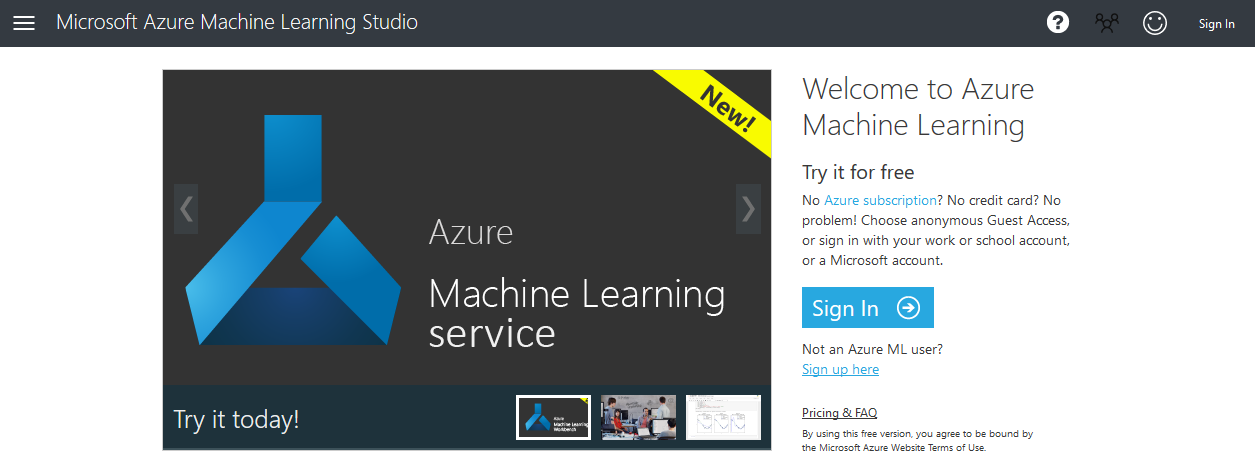 Microsoft Azure Machine Learning Studio
?
Sign In
New!
Azure
Machine Learning
service
Try it today!
Azure
Machine Learning
Workbench
Welcome to Azure
Machine Learning
Try it for free
No Azure subscription? No credit card? No
problem! Choose anonymous Guest Access,
or sign in with your work or school account,
or a Microsoft account.
Sign In
Not an Azure ML user?
Sign up here
Pricing & FAQ
By using this free version, you agree to be bound by
the Microsoft Azure Website Terms of Use.